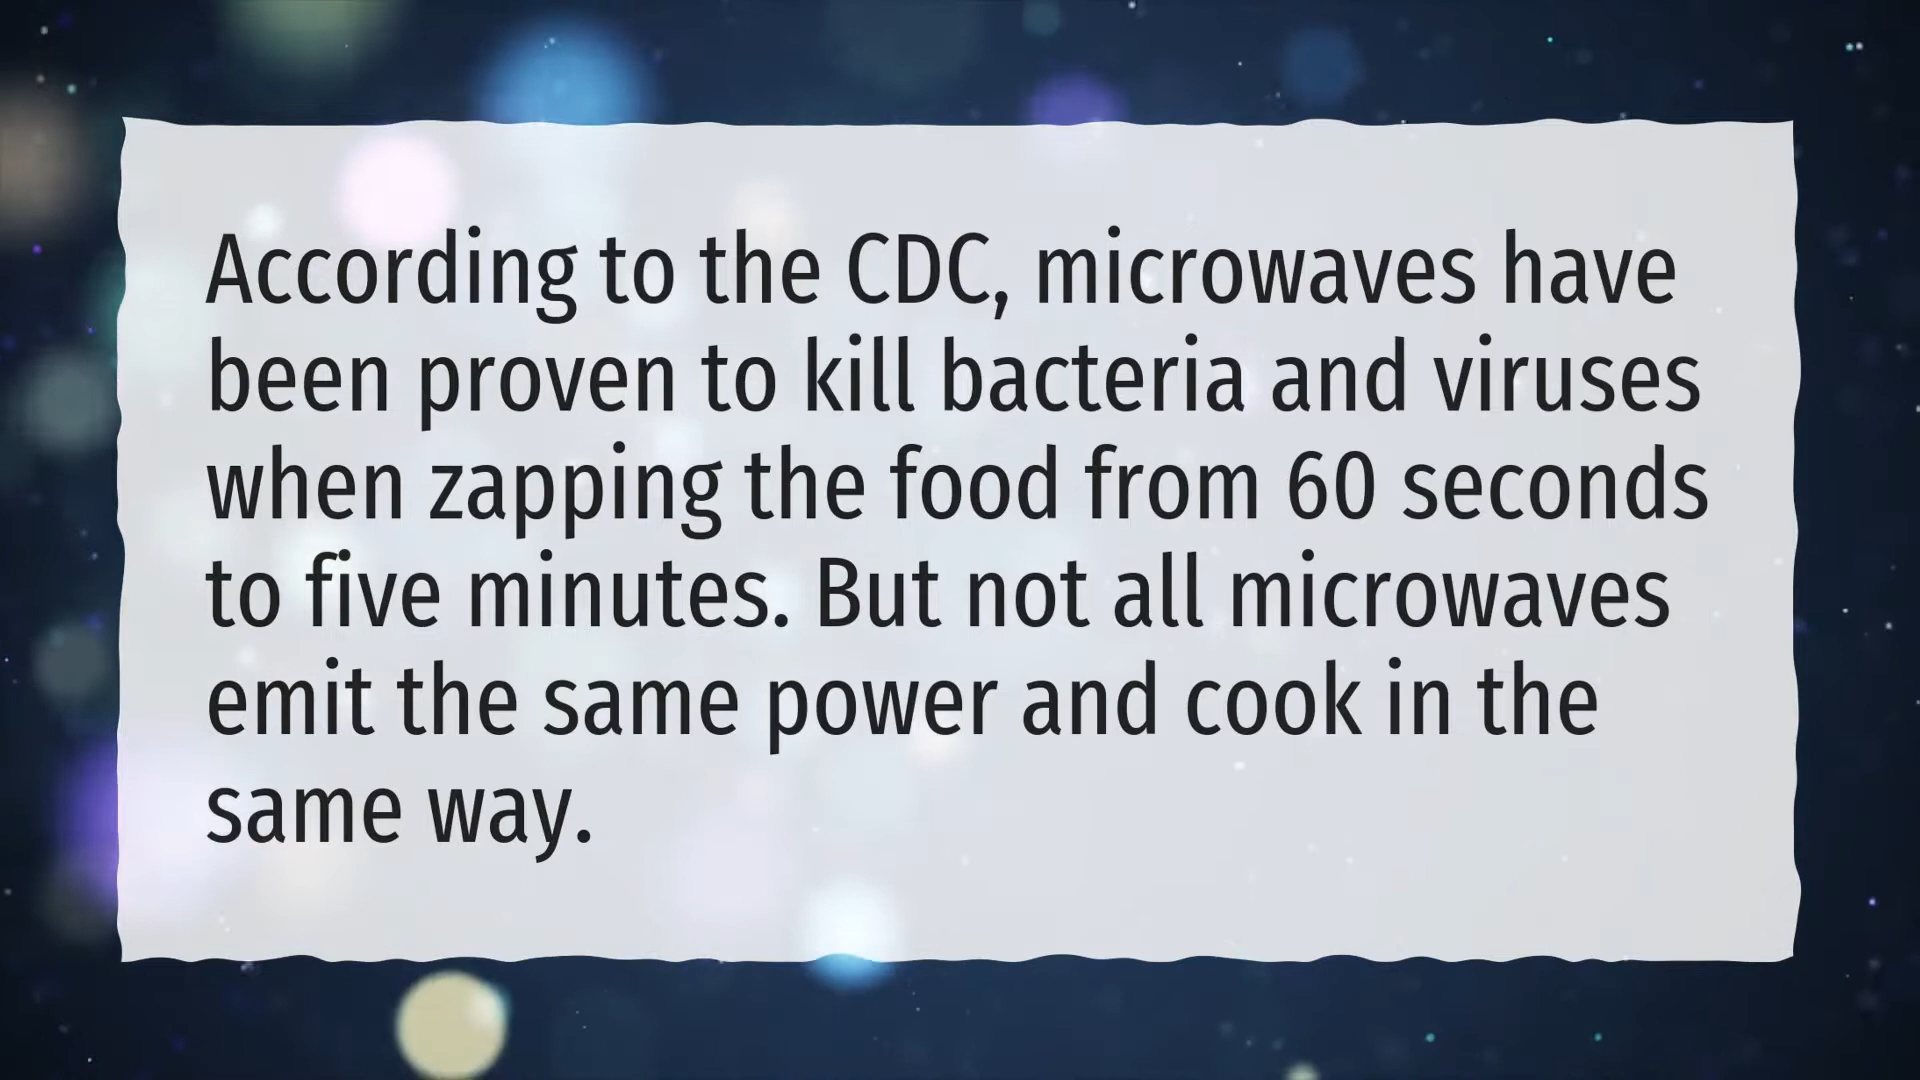 According to the CDC, microwaves have
been proven to kill bacteria and viruses
when zapping the food from 60 seconds
to five minutes. But not all microwaves
emit the same power and cook in the
same way.